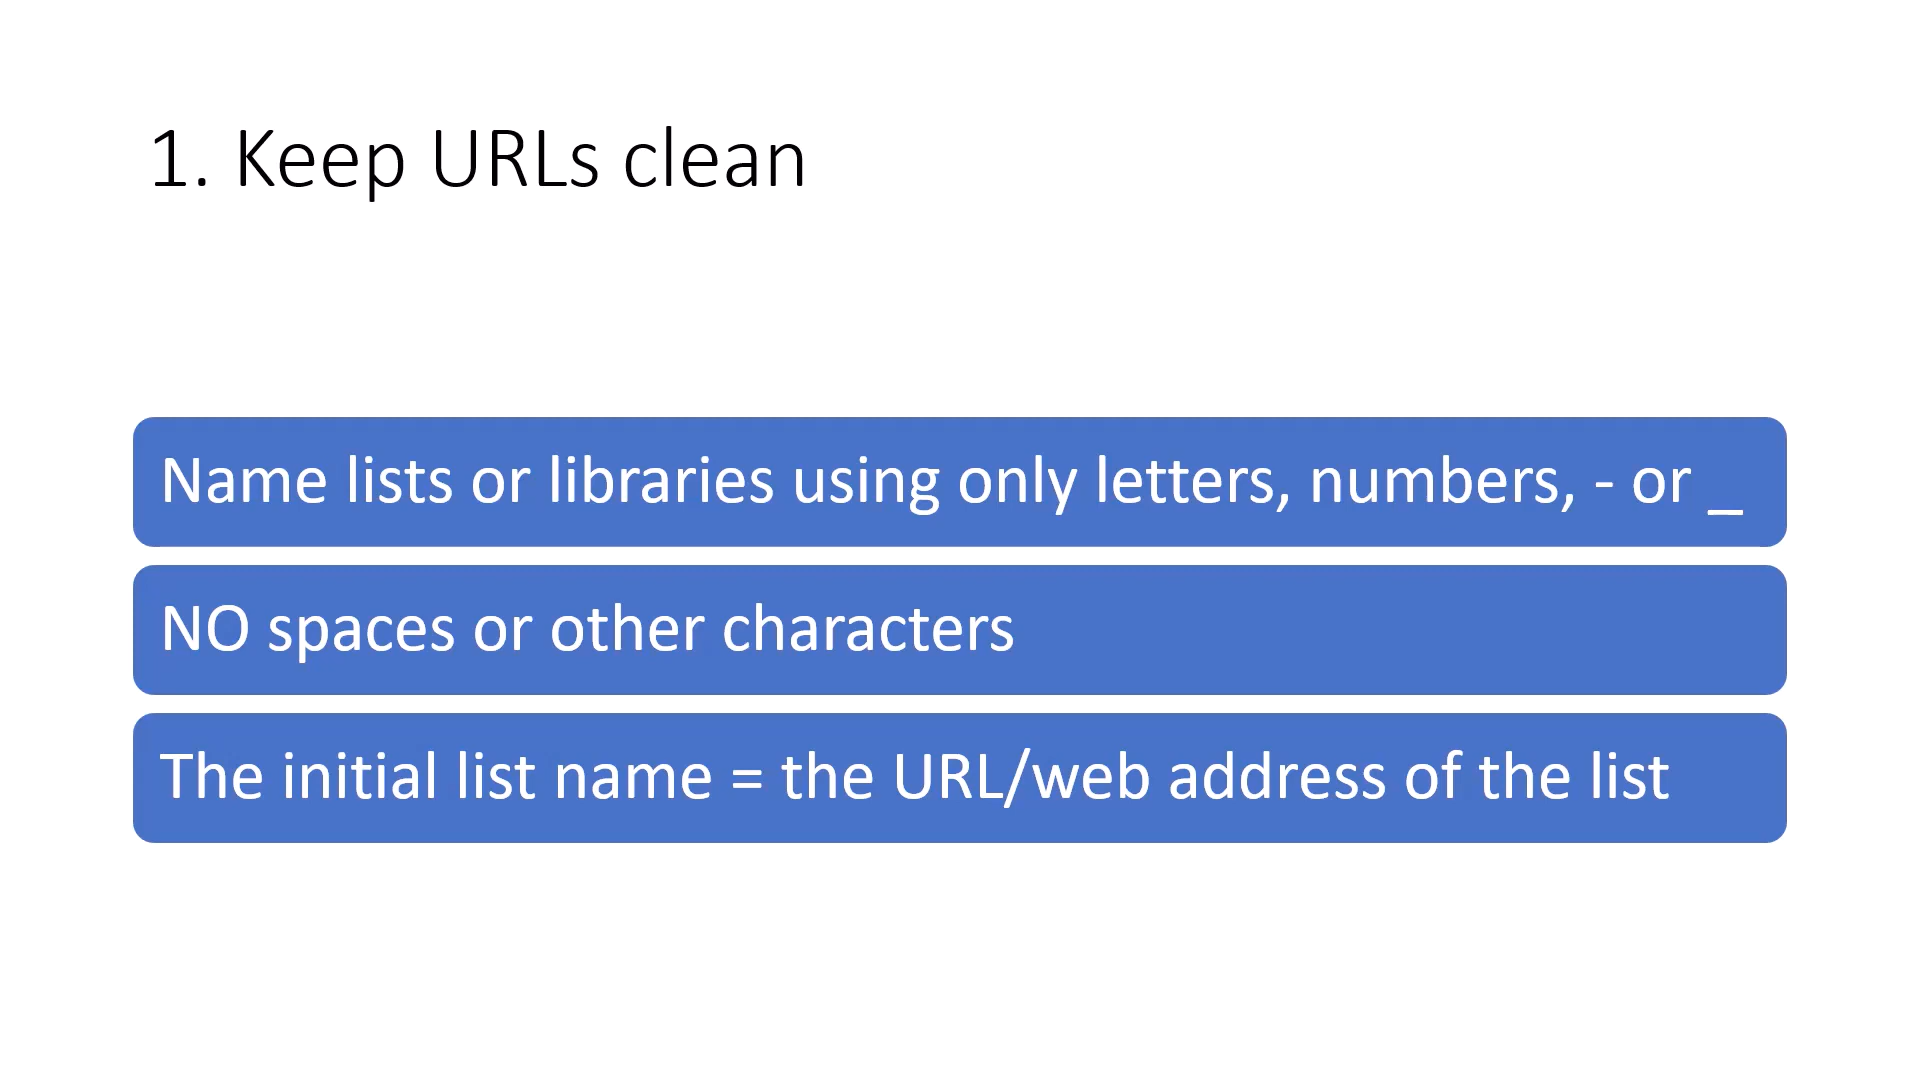 1. Keep URLs clean
Name lists or libraries using only letters, numbers, - or _
NO spaces or other characters
The initial list name = the URL/web address of the list